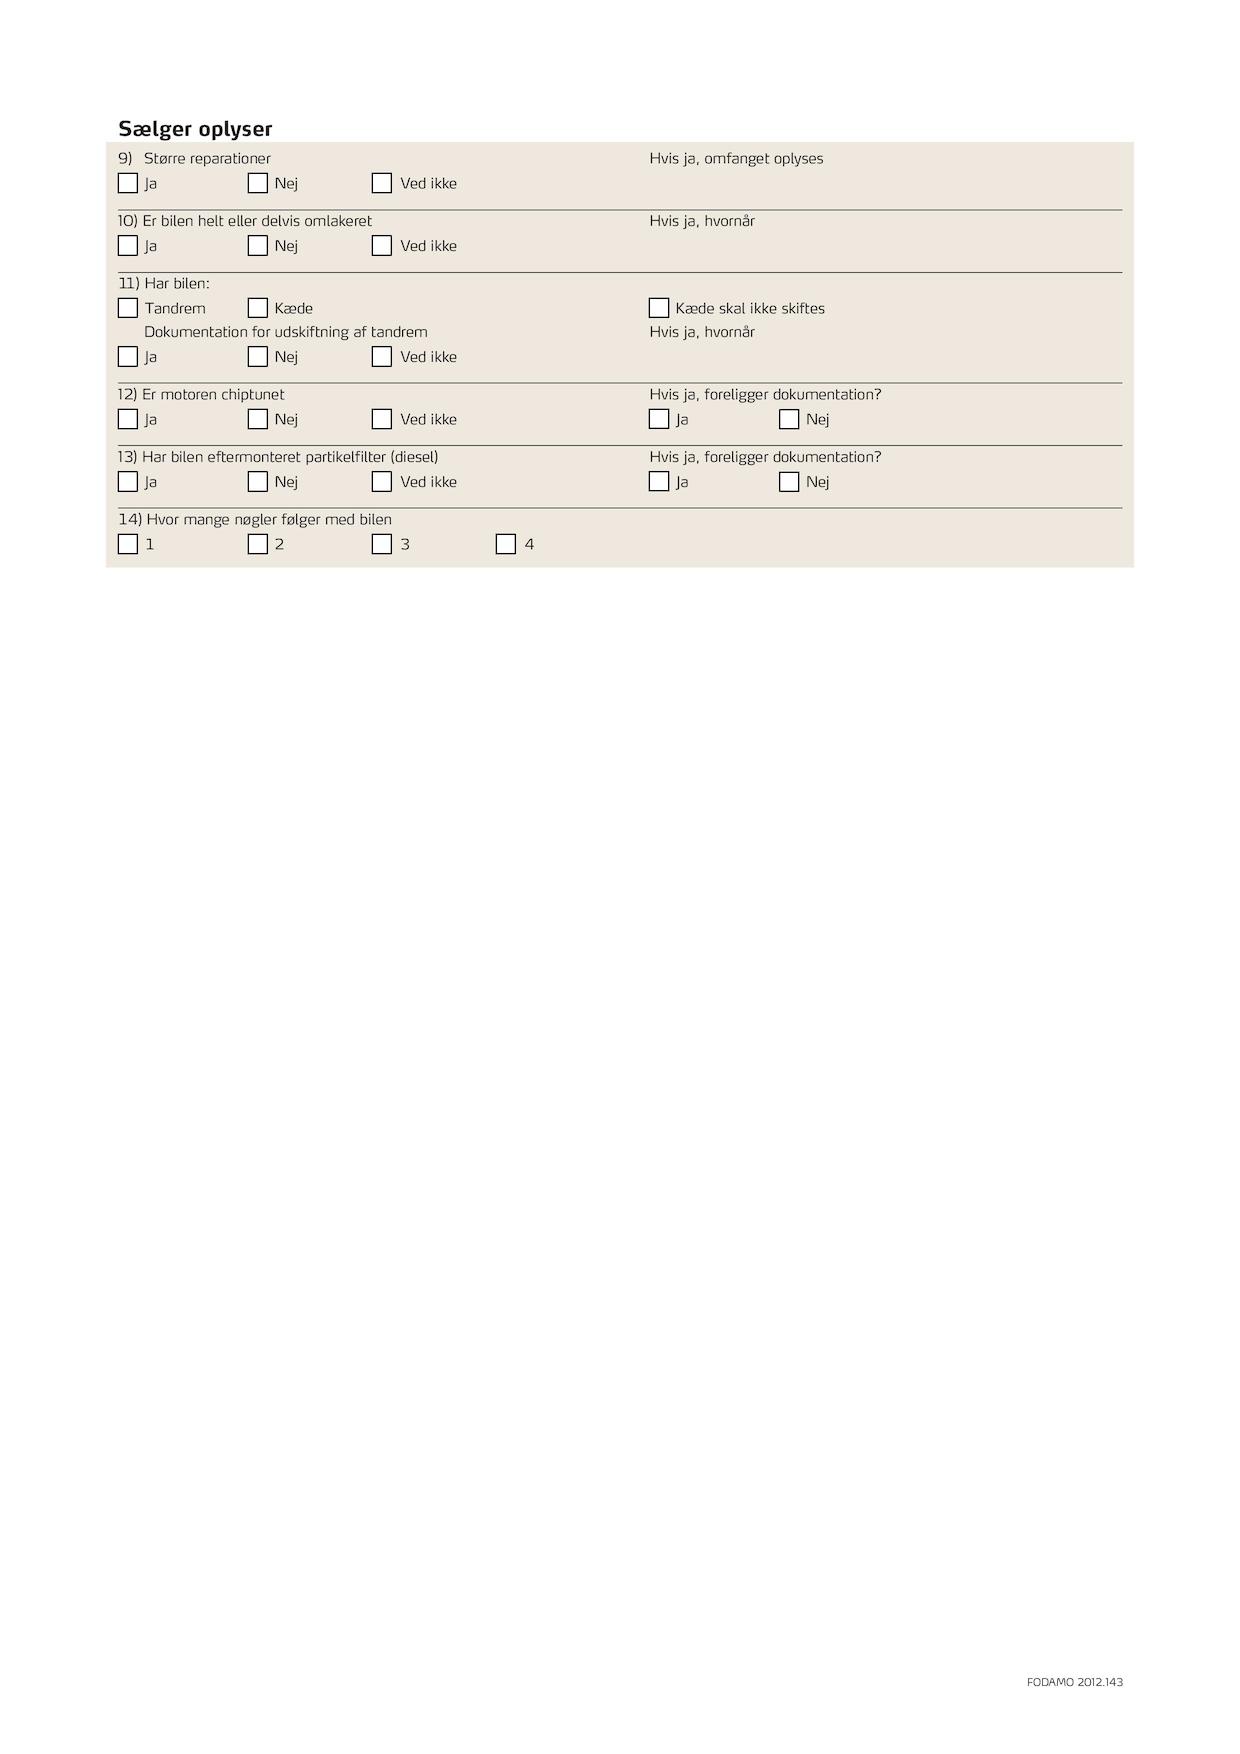 Sælger oplyser
9) Større reparationer Hvis ja, omfanget oplyses
Ja Nej Ved ikke
10) Er bilen helt eller delvis omlakeret Hvis ja, hvornår
Ja Nej Ved ikke
11) Har bilen:
Tandrem Kæde Kæde skal ikke skiftes
Dokumentation for udskiftning af tandrem Hvis ja, hvornår
Ja Nej Ved ikke
12) Er motoren chiptunet Hvis ja, foreligger dokumentation?
Ja Nej Ved ikke Ja Nej
13) Har bilen eftermonteret partikelfilter (diesel) Hvis ja, foreligger dokumentation?
Ja Nej Ved ikke Ja Nej
14) Hvor mange nøgler følger med bilen
1 2 3 4
FODAMO 2012.143